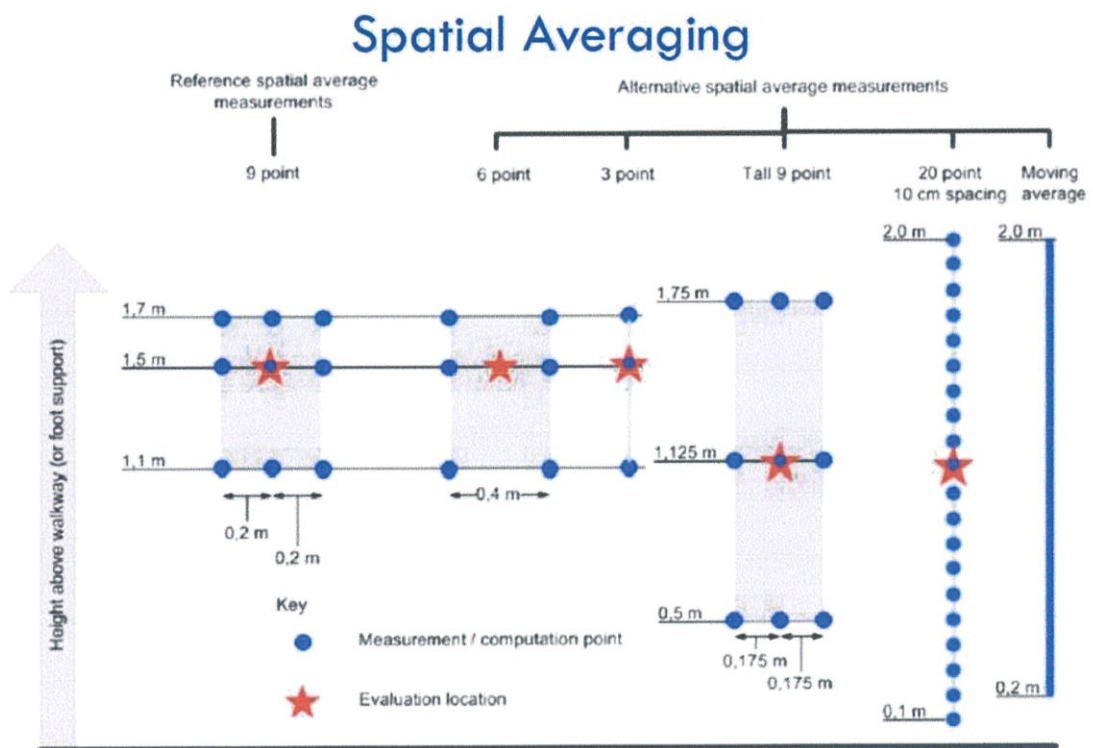 Spatial Averaging
Reference spatial average
measurements
Alternative spatial average measurements
9 point
6 point
3 point
Tall 9 point
20 point
10 cm spacing
Moving
average
2,0 m
2,0 m
1,7 m
1,75 m
1,5 m
1,1 m
1,125 m
0,2 m
0,2 m
0,4 m
0,5 m
0,175 m
0,175 m
0,2 m
0,1 m
Height above walkway (or foot support)
Key
Measurement / computation point
Evaluation location